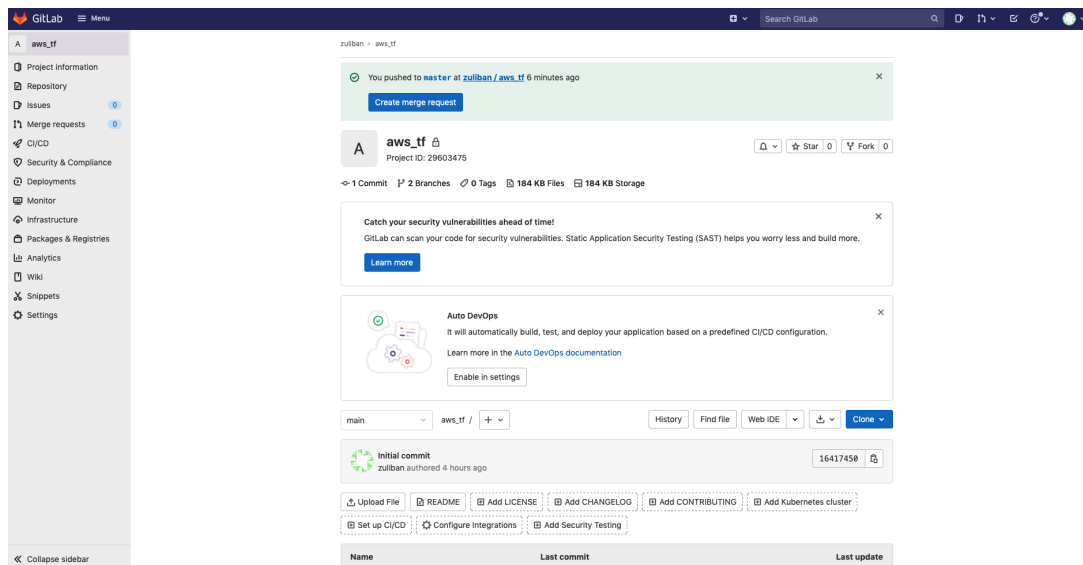 GitLab Menu Search GitLab
A aws_tf
Project information
Repository
Issues 0
Merge requests 0
CI/CD
Security & Compliance
Deployments
Monitor
Infrastructure
Packages & Registries
Analytics
Wiki
Snippets
Settings
Collapse sidebar
zuliban › aws_tf
You pushed to master at zuliban / aws_tf 6 minutes ago
Create merge request
A
aws_tf
Project ID: 29603475
Star 0 Fork 0
1 Commit 2 Branches 0 Tags 184 KB Files 184 KB Storage
Catch your security vulnerabilities ahead of time!
GitLab can scan your code for security vulnerabilities. Static Application Security Testing (SAST) helps you worry less and build more.
Learn more
Auto DevOps
It will automatically build, test, and deploy your application based on a predefined CI/CD configuration.
Learn more in the Auto DevOps documentation
Enable in settings
main aws_tf / + History Find file Web IDE Clone
Initial commit
zuliban authored 4 hours ago
16417450
Upload File README Add LICENSE Add CHANGELOG Add CONTRIBUTING Add Kubernetes cluster
Set up CI/CD Configure Integrations Add Security Testing
Name Last commit Last update